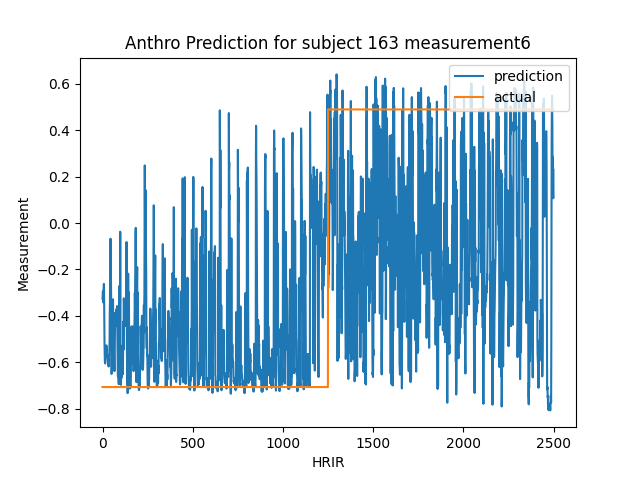 Anthro Prediction for subject 163 measurement6
prediction
actual
0.6
0.4
0.2
0.0
−0.2
−0.4
−0.6
−0.8
Measurement
0 500 1000 1500 2000 2500
HRIR